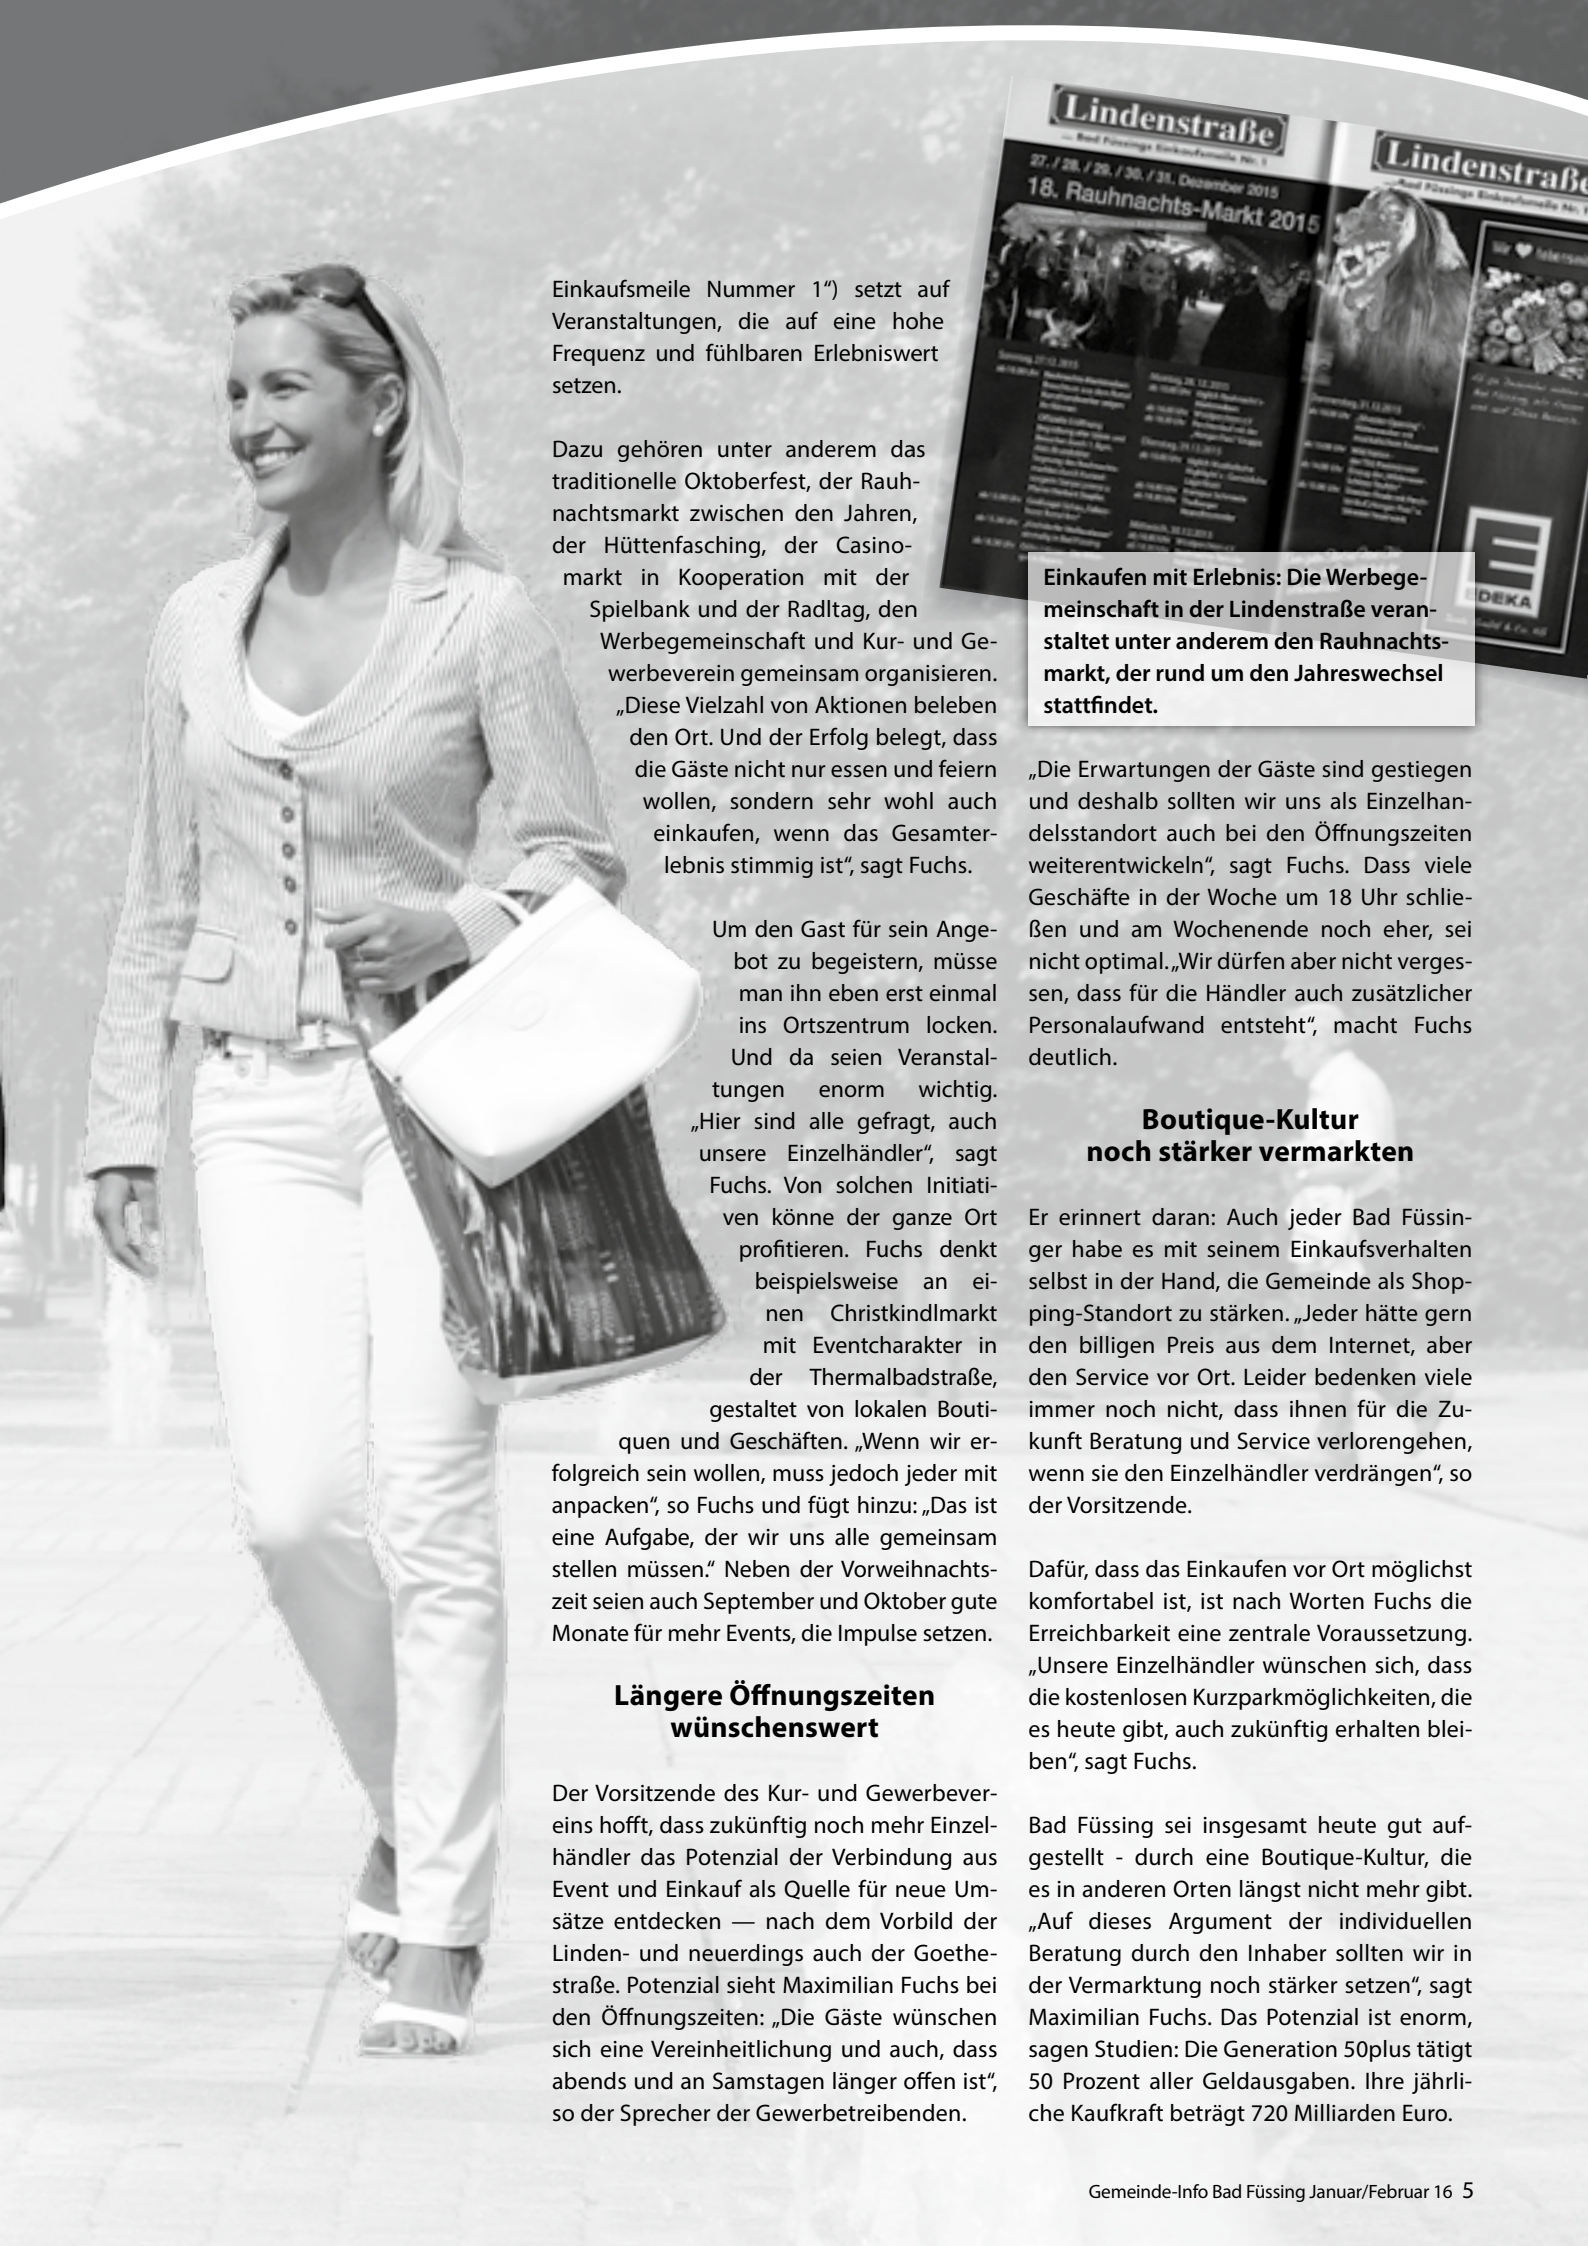 Lindenstraße
... Bad Füssings Einkaufsmeile Nr. 1
27. / 28. / 29. / 30. / 31. Dezember 2015
18. Rauhnachts-Markt 2015
Lindenstraße
Bad Füssings Einkaufsmeile Nr.
Wir
EDEKA
Einkaufsmeile Nummer 1“) setzt auf
Veranstaltungen, die auf eine hohe
Frequenz und fühlbaren Erlebniswert
setzen.
Dazu gehören unter anderem das
traditionelle Oktoberfest, der Rauh-
nachtsmarkt zwischen den Jahren,
der Hüttenfasching, der Casino-
markt in Kooperation mit der
Spielbank und der Radltag, den
Werbegemeinschaft und Kur- und Ge-
werbeverein gemeinsam organisieren.
„Diese Vielzahl von Aktionen beleben
den Ort. Und der Erfolg belegt, dass
die Gäste nicht nur essen und feiern
wollen, sondern sehr wohl auch
einkaufen, wenn das Gesamter-
lebnis stimmig ist“, sagt Fuchs.
Um den Gast für sein Ange-
bot zu begeistern, müsse
man ihn eben erst einmal
ins Ortszentrum locken.
Und da seien Veranstal-
tungen enorm wichtig.
„Hier sind alle gefragt, auch
unsere Einzelhändler“, sagt
Fuchs. Von solchen Initiati-
ven könne der ganze Ort
profitieren. Fuchs denkt
beispielsweise an ei-
nen Christkindlmarkt
mit Eventcharakter in
der Thermalbadstraße,
gestaltet von lokalen Bouti-
quen und Geschäften. „Wenn wir er-
folgreich sein wollen, muss jedoch jeder mit
anpacken“, so Fuchs und fügt hinzu: „Das ist
eine Aufgabe, der wir uns alle gemeinsam
stellen müssen.“ Neben der Vorweihnachts-
zeit seien auch September und Oktober gute
Monate für mehr Events, die Impulse setzen.
Längere Öffnungszeiten
wünschenswert
Der Vorsitzende des Kur- und Gewerbever-
eins hofft, dass zukünftig noch mehr Einzel-
händler das Potenzial der Verbindung aus
Event und Einkauf als Quelle für neue Um-
sätze entdecken — nach dem Vorbild der
Linden- und neuerdings auch der Goethe-
straße. Potenzial sieht Maximilian Fuchs bei
den Öffnungszeiten: „Die Gäste wünschen
sich eine Vereinheitlichung und auch, dass
abends und an Samstagen länger offen ist“,
so der Sprecher der Gewerbetreibenden.
Einkaufen mit Erlebnis: Die Werbege-
meinschaft in der Lindenstraße veran-
staltet unter anderem den Rauhnachts-
markt, der rund um den Jahreswechsel
stattfindet.
„Die Erwartungen der Gäste sind gestiegen
und deshalb sollten wir uns als Einzelhan-
delsstandort auch bei den Öffnungszeiten
weiterentwickeln“, sagt Fuchs. Dass viele
Geschäfte in der Woche um 18 Uhr schlie-
ßen und am Wochenende noch eher, sei
nicht optimal. „Wir dürfen aber nicht verges-
sen, dass für die Händler auch zusätzlicher
Personalaufwand entsteht“, macht Fuchs
deutlich.
Boutique-Kultur
noch stärker vermarkten
Er erinnert daran: Auch jeder Bad Füssin-
ger habe es mit seinem Einkaufsverhalten
selbst in der Hand, die Gemeinde als Shop-
ping-Standort zu stärken. „Jeder hätte gern
den billigen Preis aus dem Internet, aber
den Service vor Ort. Leider bedenken viele
immer noch nicht, dass ihnen für die Zu-
kunft Beratung und Service verlorengehen,
wenn sie den Einzelhändler verdrängen“, so
der Vorsitzende.
Dafür, dass das Einkaufen vor Ort möglichst
komfortabel ist, ist nach Worten Fuchs die
Erreichbarkeit eine zentrale Voraussetzung.
„Unsere Einzelhändler wünschen sich, dass
die kostenlosen Kurzparkmöglichkeiten, die
es heute gibt, auch zukünftig erhalten blei-
ben“, sagt Fuchs.
Bad Füssing sei insgesamt heute gut auf-
gestellt - durch eine Boutique-Kultur, die
es in anderen Orten längst nicht mehr gibt.
„Auf dieses Argument der individuellen
Beratung durch den Inhaber sollten wir in
der Vermarktung noch stärker setzen“, sagt
Maximilian Fuchs. Das Potenzial ist enorm,
sagen Studien: Die Generation 50plus tätigt
50 Prozent aller Geldausgaben. Ihre jährli-
che Kaufkraft beträgt 720 Milliarden Euro.
Gemeinde-Info Bad Füssing Januar/Februar 16 5